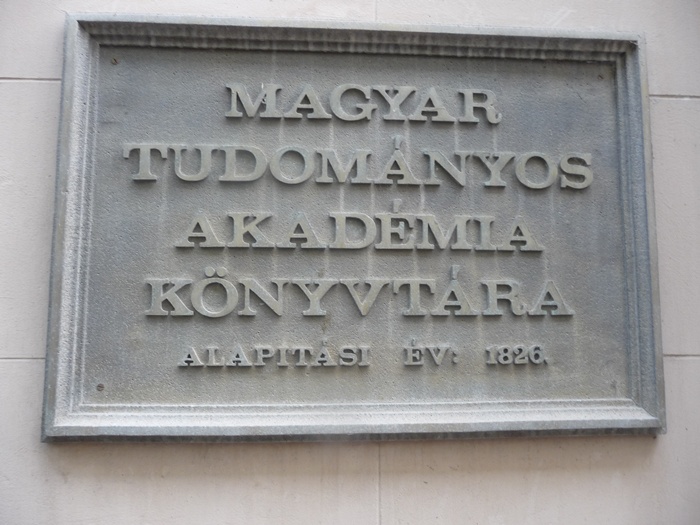 MAGYAR
TUDOMÁNYOS
AKADÉMIA
KÖNYVTÁRA
ALAPITÁSI ÉV: 1826.